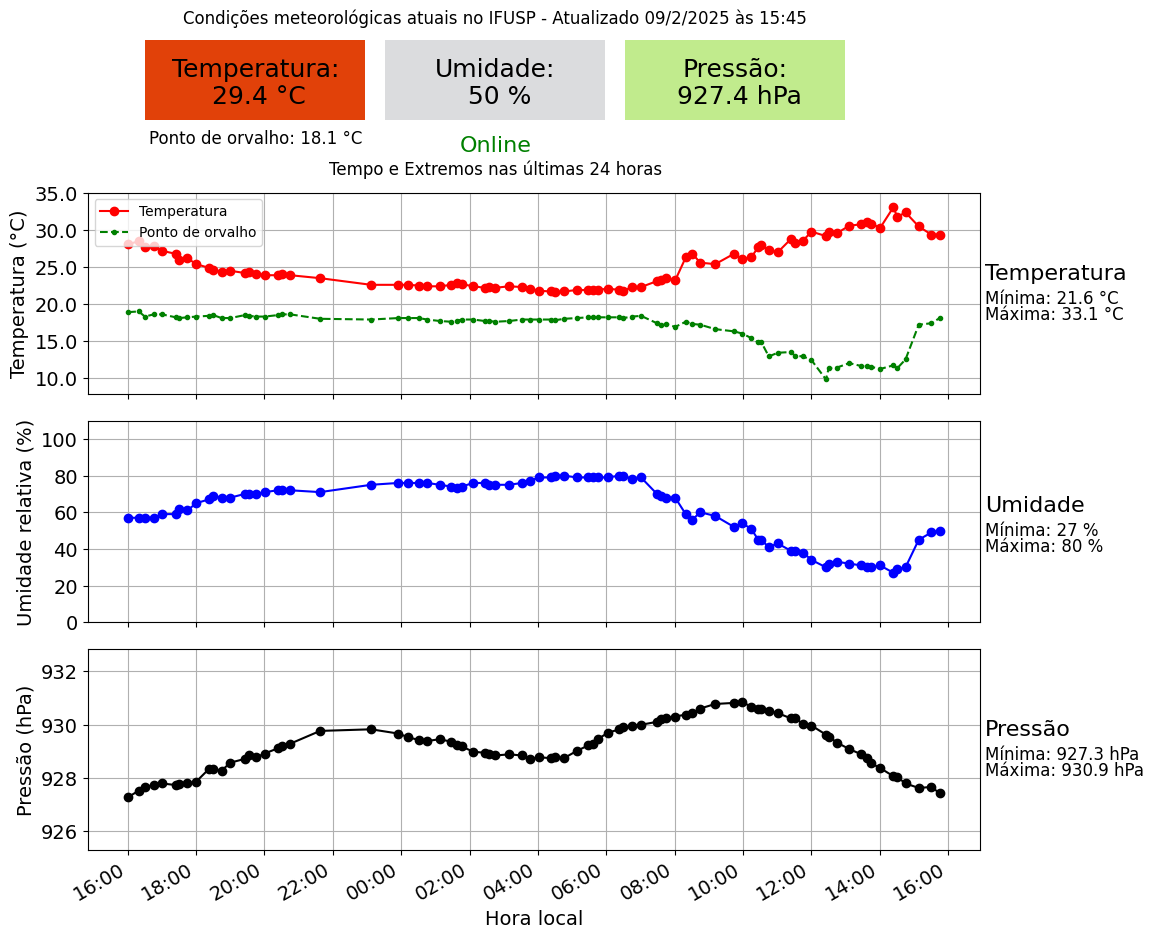 Condições meteorológicas atuais no IFUSP - Atualizado 09/2/2025 às 15:45
Temperatura:
29.4 °C
Umidade:
50 %
Pressão:
927.4 hPa
Ponto de orvalho: 18.1 °C
Online
Tempo e Extremos nas últimas 24 horas
Temperatura (°C)
35.0
30.0
25.0
20.0
15.0
10.0
Temperatura
Ponto de orvalho
Temperatura
Mínima: 21.6 °C
Máxima: 33.1 °C
Umidade relativa (%)
100
80
60
40
20
0
Umidade
Mínima: 27 %
Máxima: 80 %
Pressão (hPa)
932
930
928
926
Pressão
Mínima: 927.3 hPa
Máxima: 930.9 hPa
16:00 18:00 20:00 22:00 00:00 02:00 04:00 06:00 08:00 10:00 12:00 14:00 16:00
Hora local